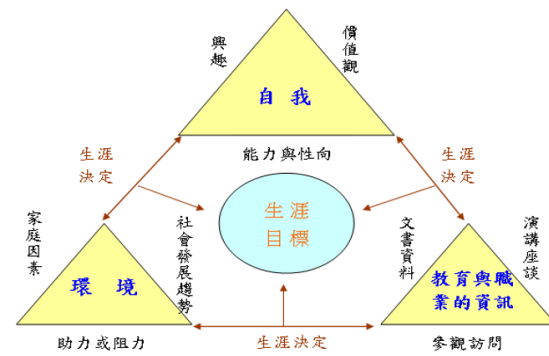 興趣
價值觀
自我
能力與性向
生涯
決定
生涯
決定
生涯
目標
家庭因素
社會發展趨勢
環境
助力或阻力
生涯決定
文書資料
演講座談
教育與職
業的資訊
參觀訪問